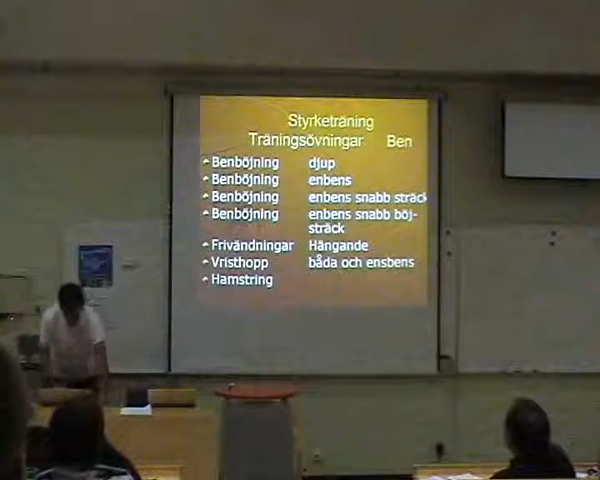 Styrketräning
Träningsövningar Ben
Benböjning djup
Benböjning enbens
Benböjning enbens snabb sträck
Benböjning enbens snabb böj-
sträck
Frivändningar Hängande
Vristhopp båda och ensbens
Hamstring